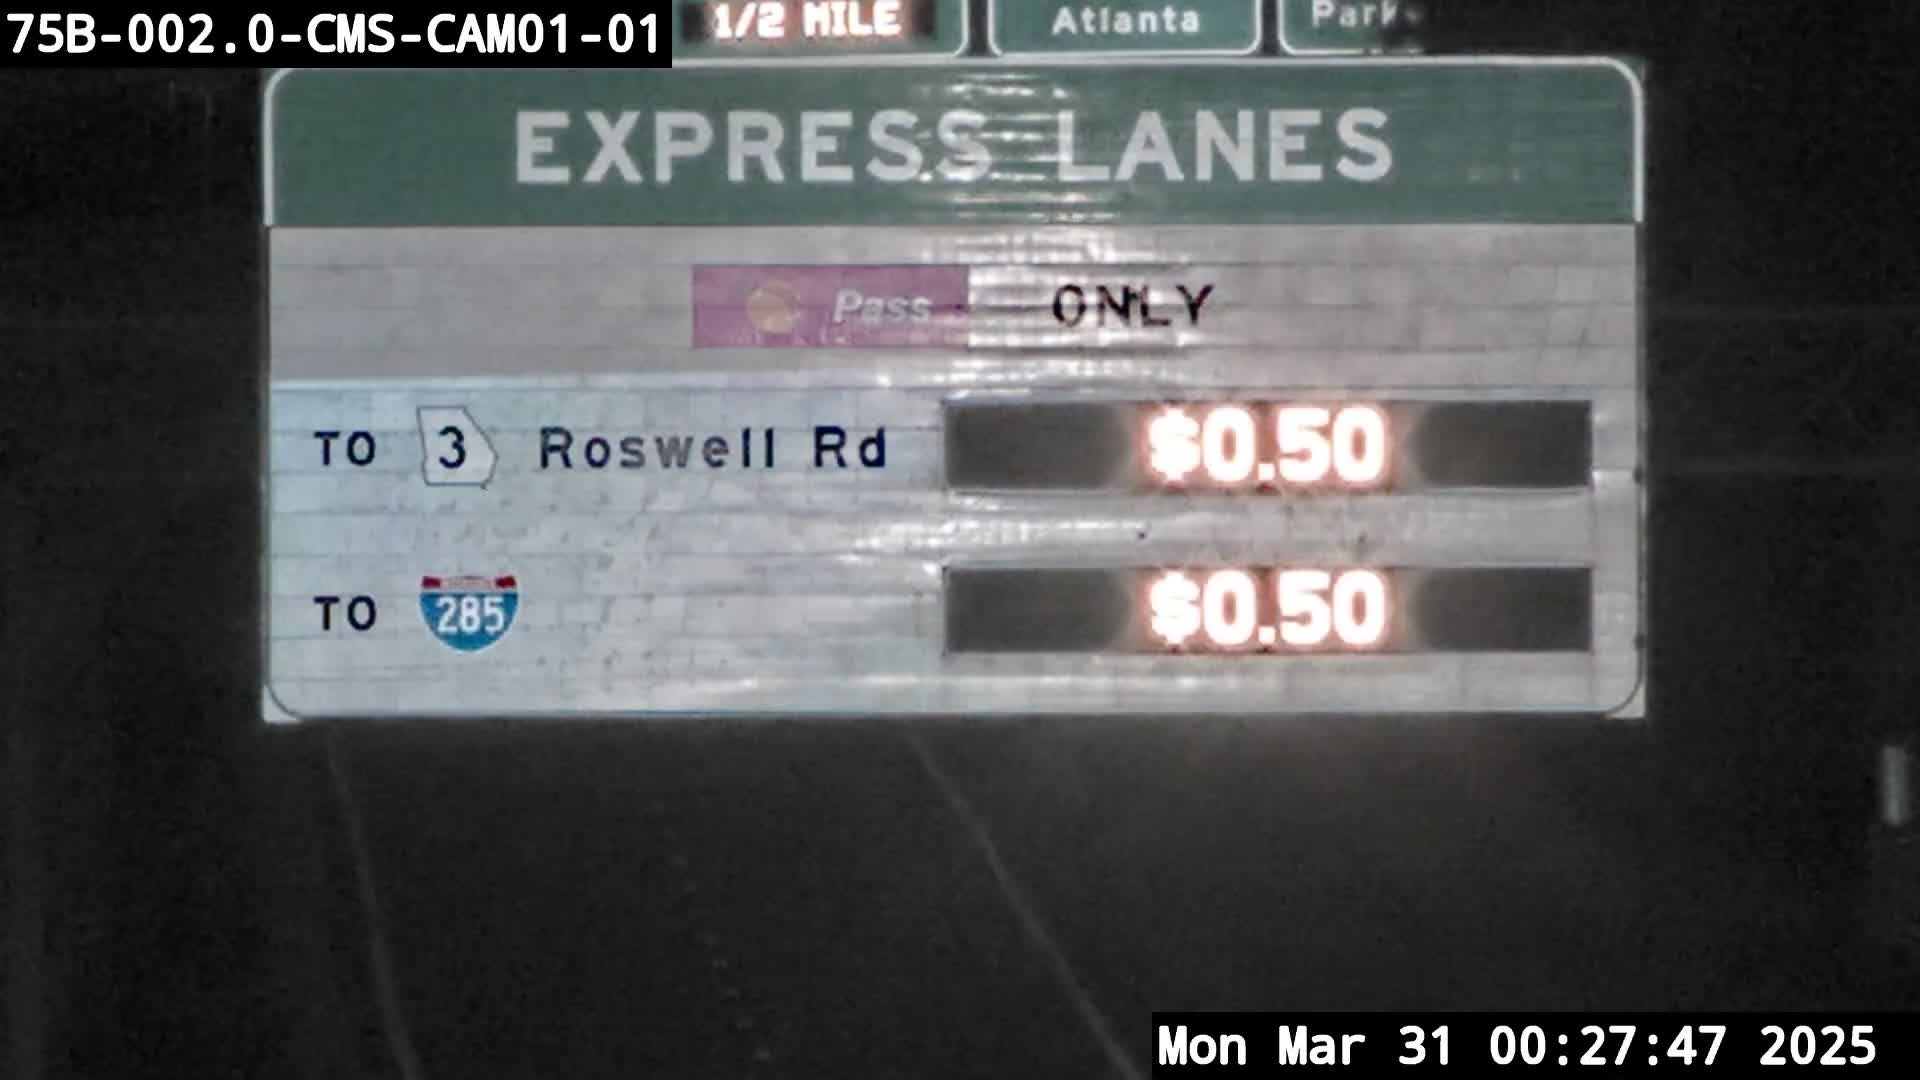 75B-002.0-CMS-CAM01-01
1/2 MILE
Atlanta
Park
EXPRESS LANES
Pass ONLY
TO 3 Roswell Rd $0.50
TO 285 $0.50
Mon Mar 31 00:27:47 2025